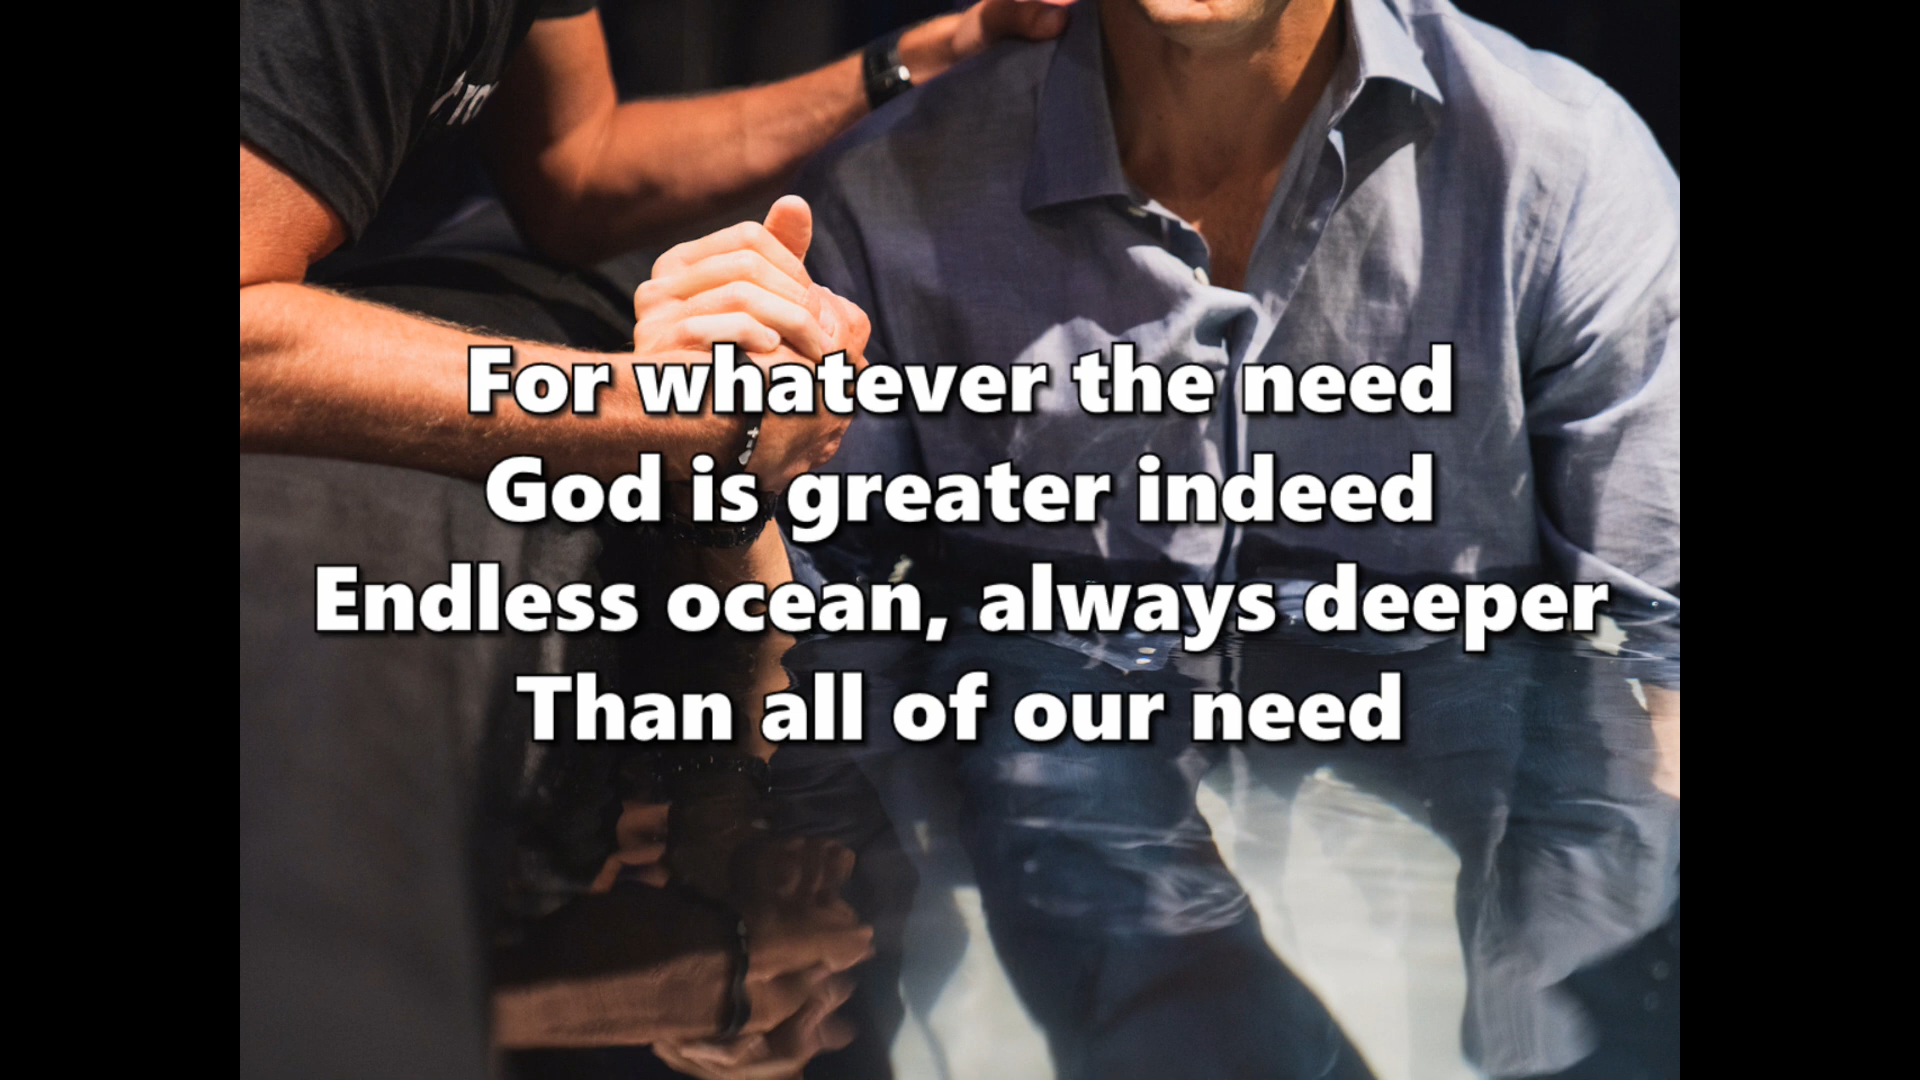 For whatever the need
God is greater indeed
Endless ocean, always deeper
Than all of our need